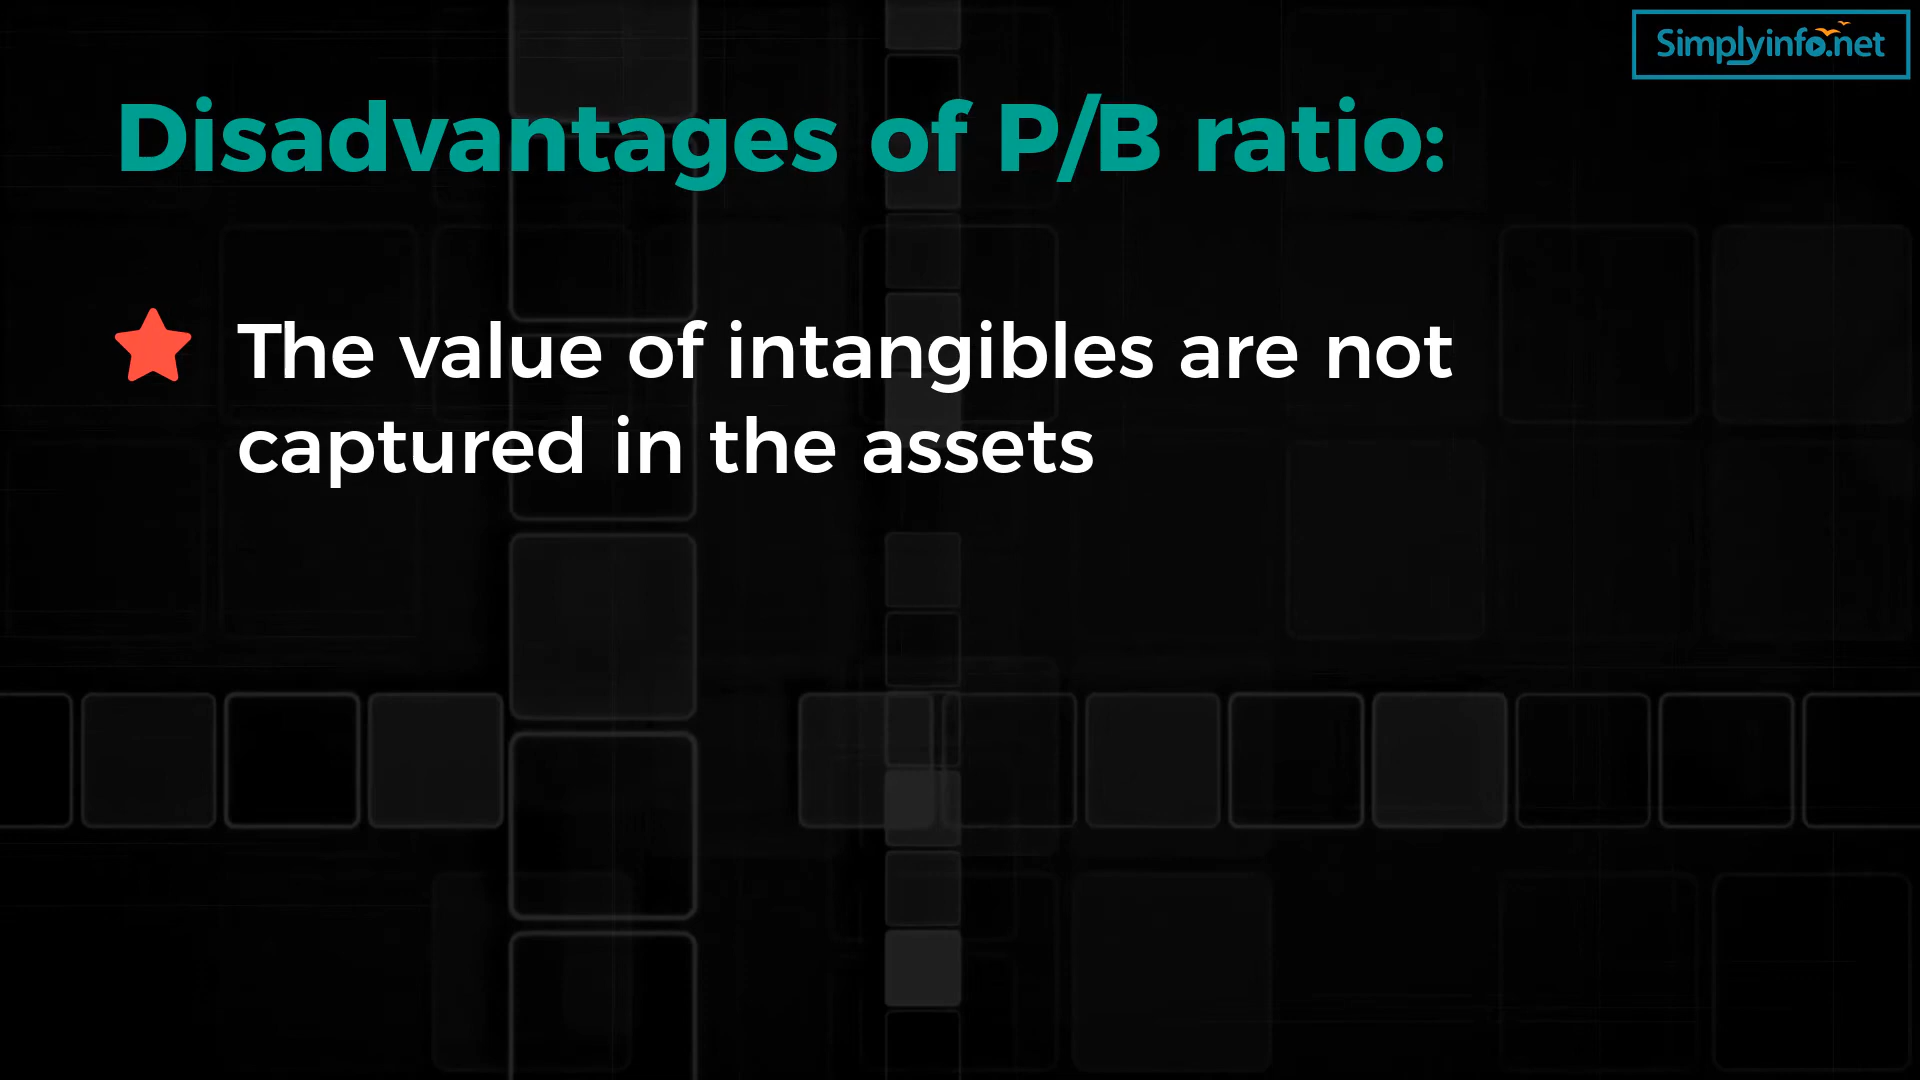 Simplyinfo.net
Disadvantages of P/B ratio:
The value of intangibles are not
captured in the assets